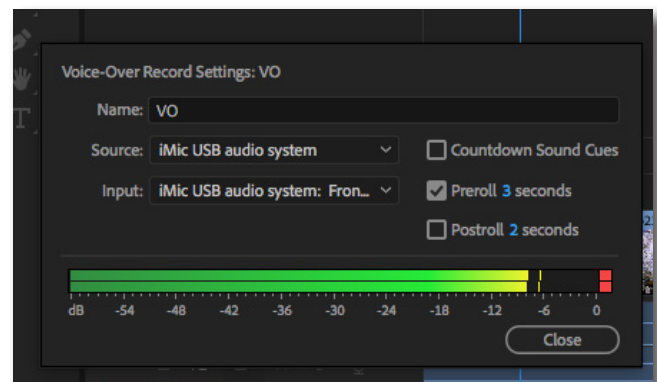 Voice-Over Record Settings: VO
Name: VO
Source: iMic USB audio system
Countdown Sound Cues
Input: iMic USB audio system: Fron...
Preroll 3 seconds
Postroll 2 seconds
dB -54 -48 -42 -36 -30 -24 -18 -12 -6 0
Close
T
2